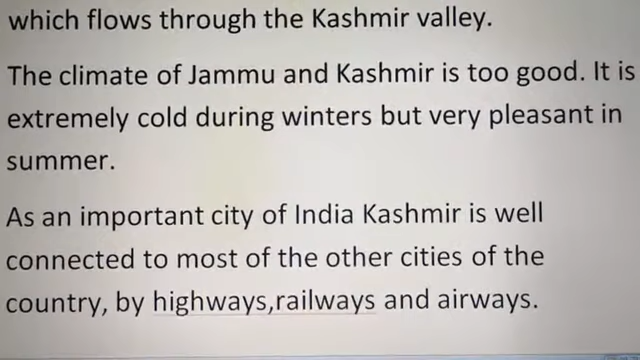 which flows through the Kashmir valley.
The climate of Jammu and Kashmir is too good. It is
extremely cold during winters but very pleasant in
summer.
As an important city of India Kashmir is well
connected to most of the other cities of the
country, by highways,railways and airways.